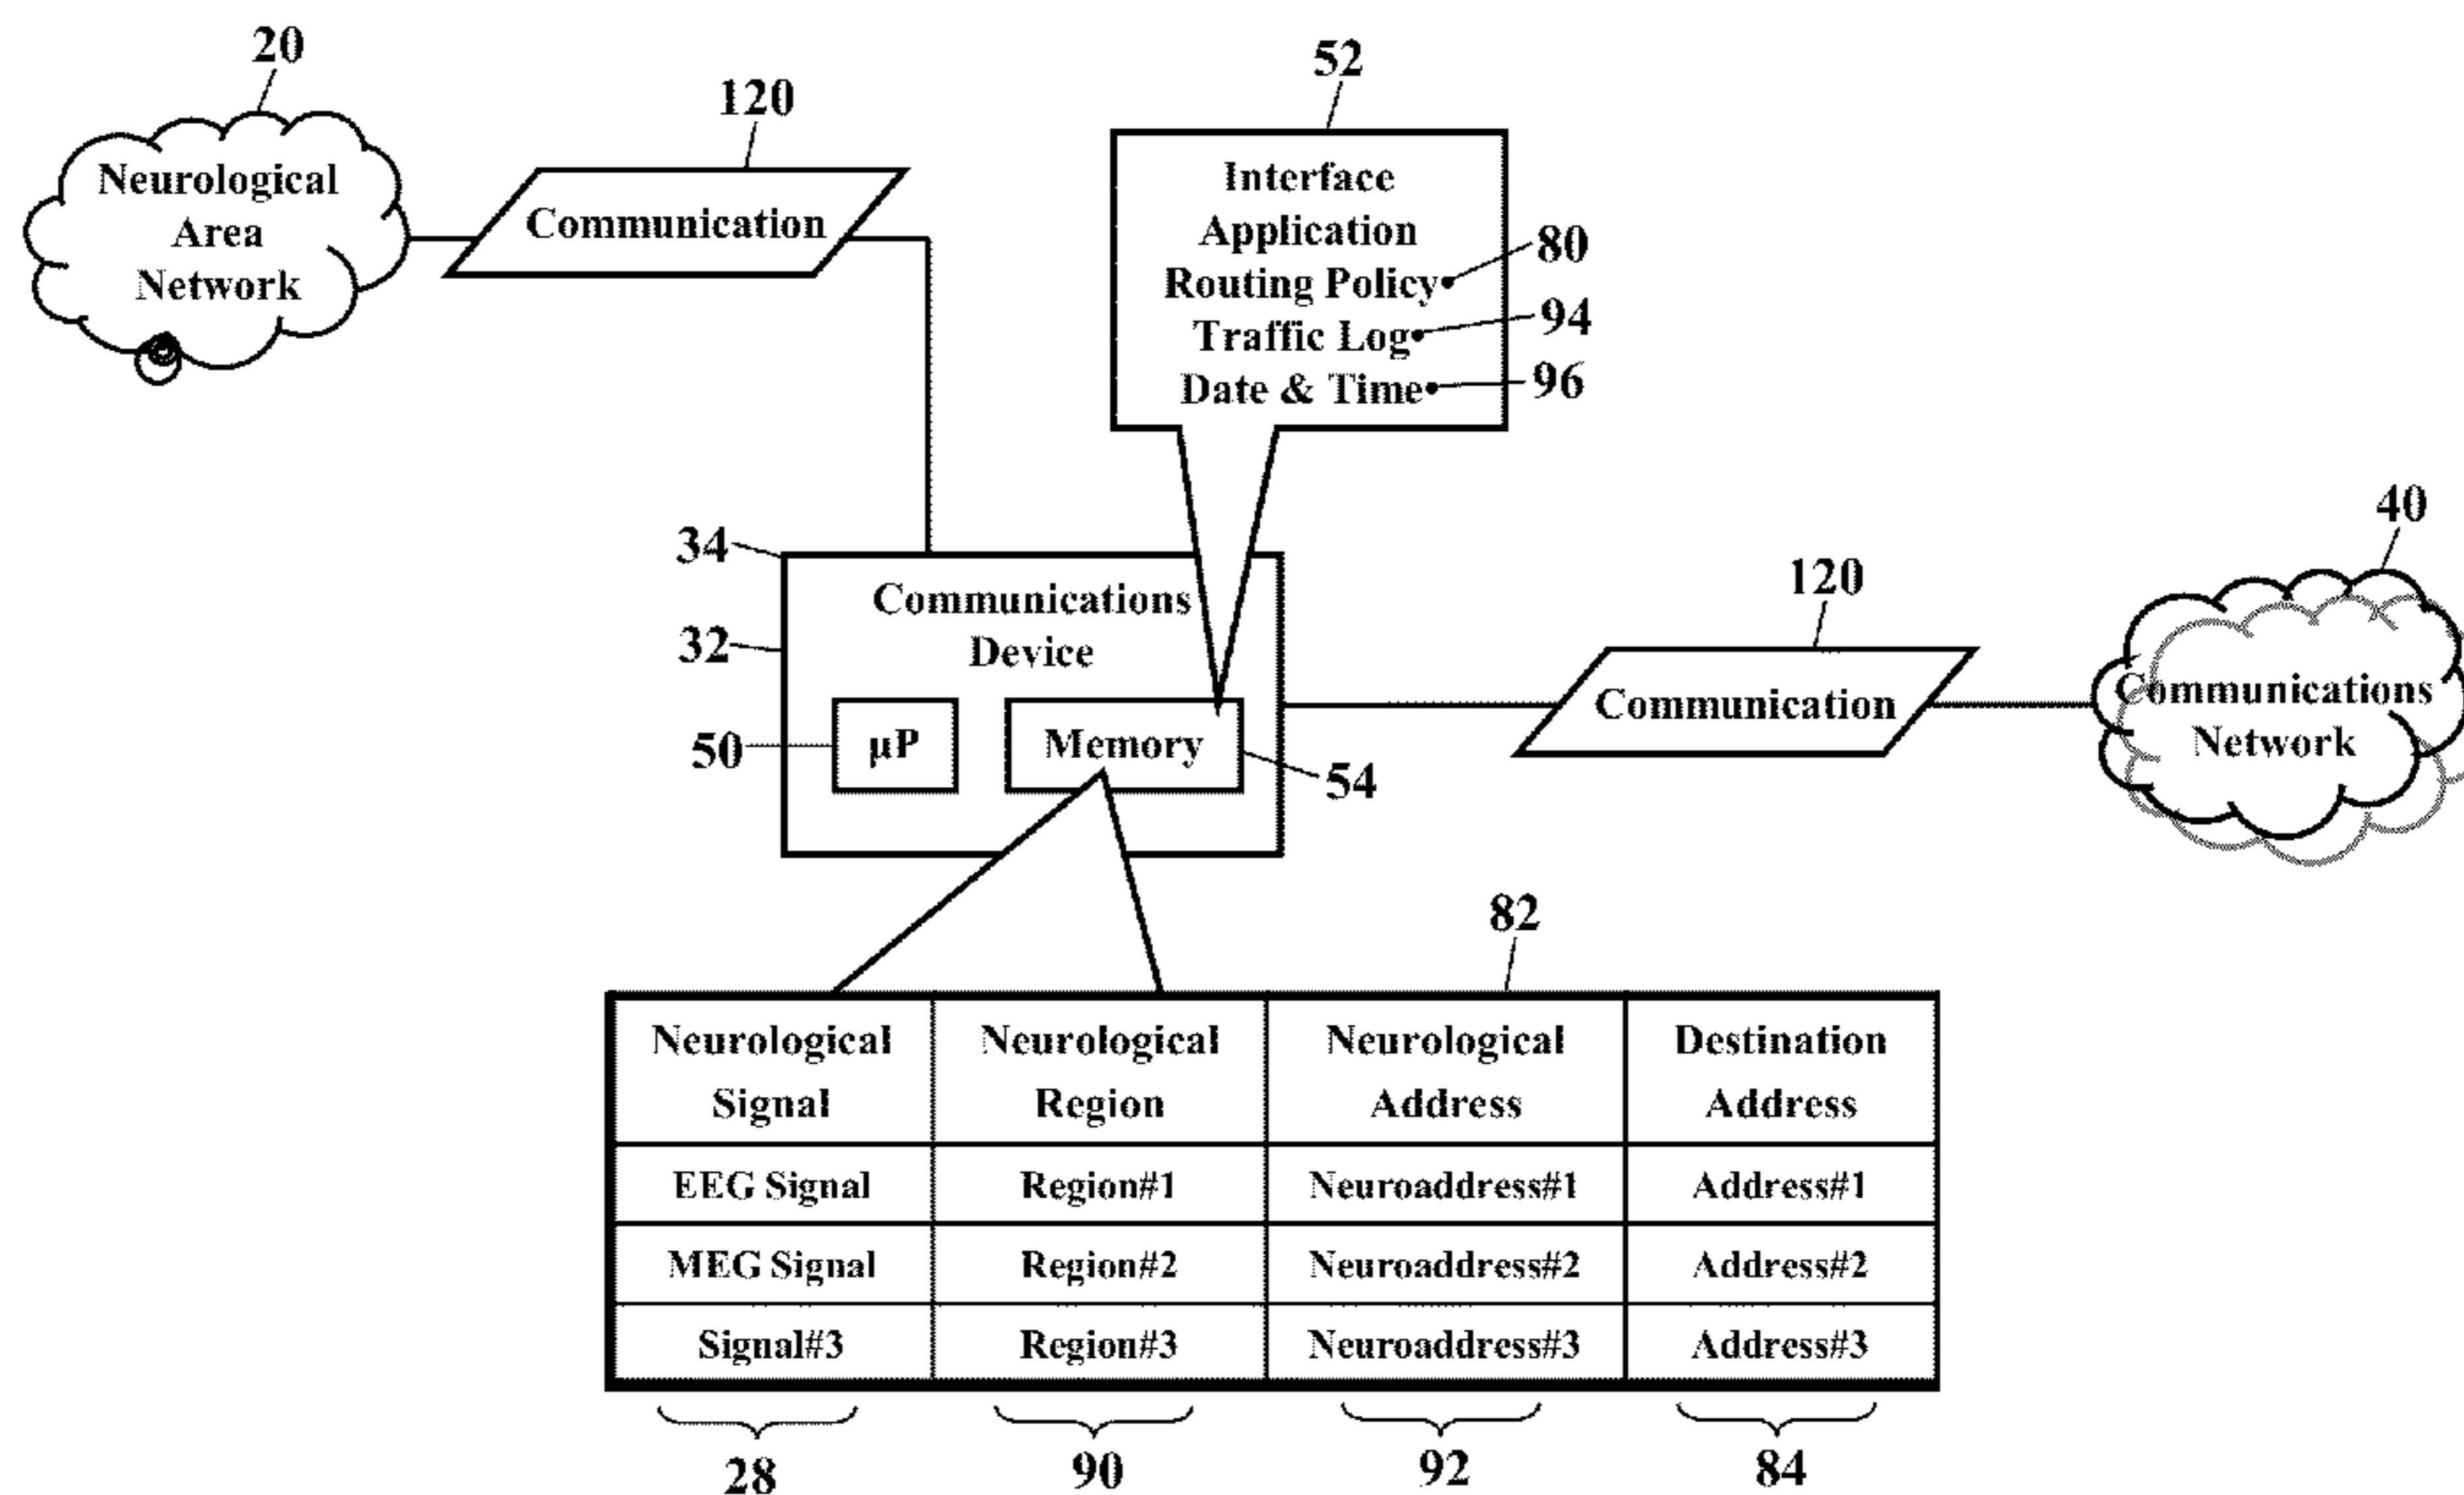 20
120
52
Neurological
Area
Network
Communication
Interface
Application
Routing Policy
80
Traffic Log
94
Date & Time
96
34
32
Communications
Device
50
µP
Memory
54
120
Communication
40
Communications
Network
82
Neurological Signal
Neurological Region
Neurological Address
Destination Address
EEG Signal
Region#1
Neuroaddress#1
Address#1
MEG Signal
Region#2
Neuroaddress#2
Address#2
Signal#3
Region#3
Neuroaddress#3
Address#3
28
90
92
84